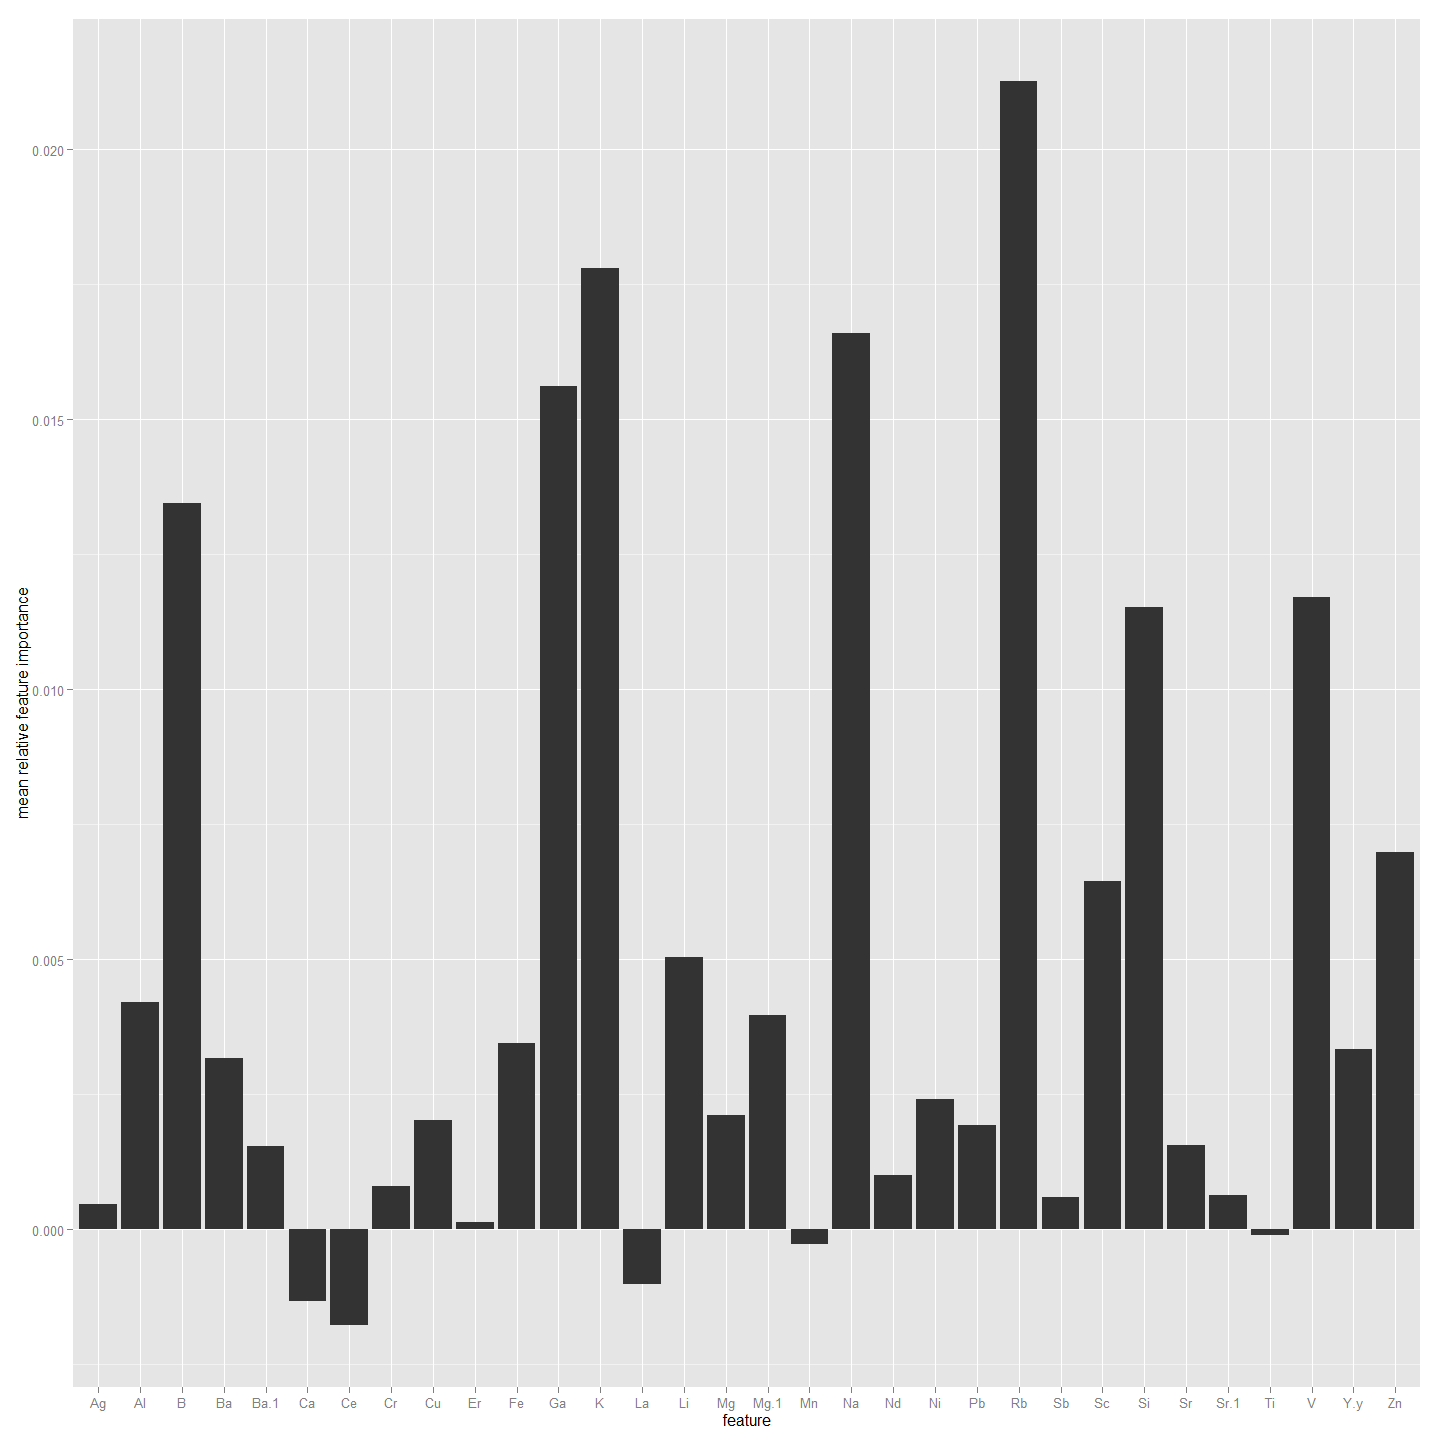 mean relative feature importance
0.020
0.015
0.010
0.005
0.000
Ag Al B Ba Ba.1 Ca Ce Cr Cu Er Fe Ga K La Li Mg Mg.1 Mn Na Nd Ni Pb Rb Sb Sc Si Sr Sr.1 Ti V Y.y Zn
feature